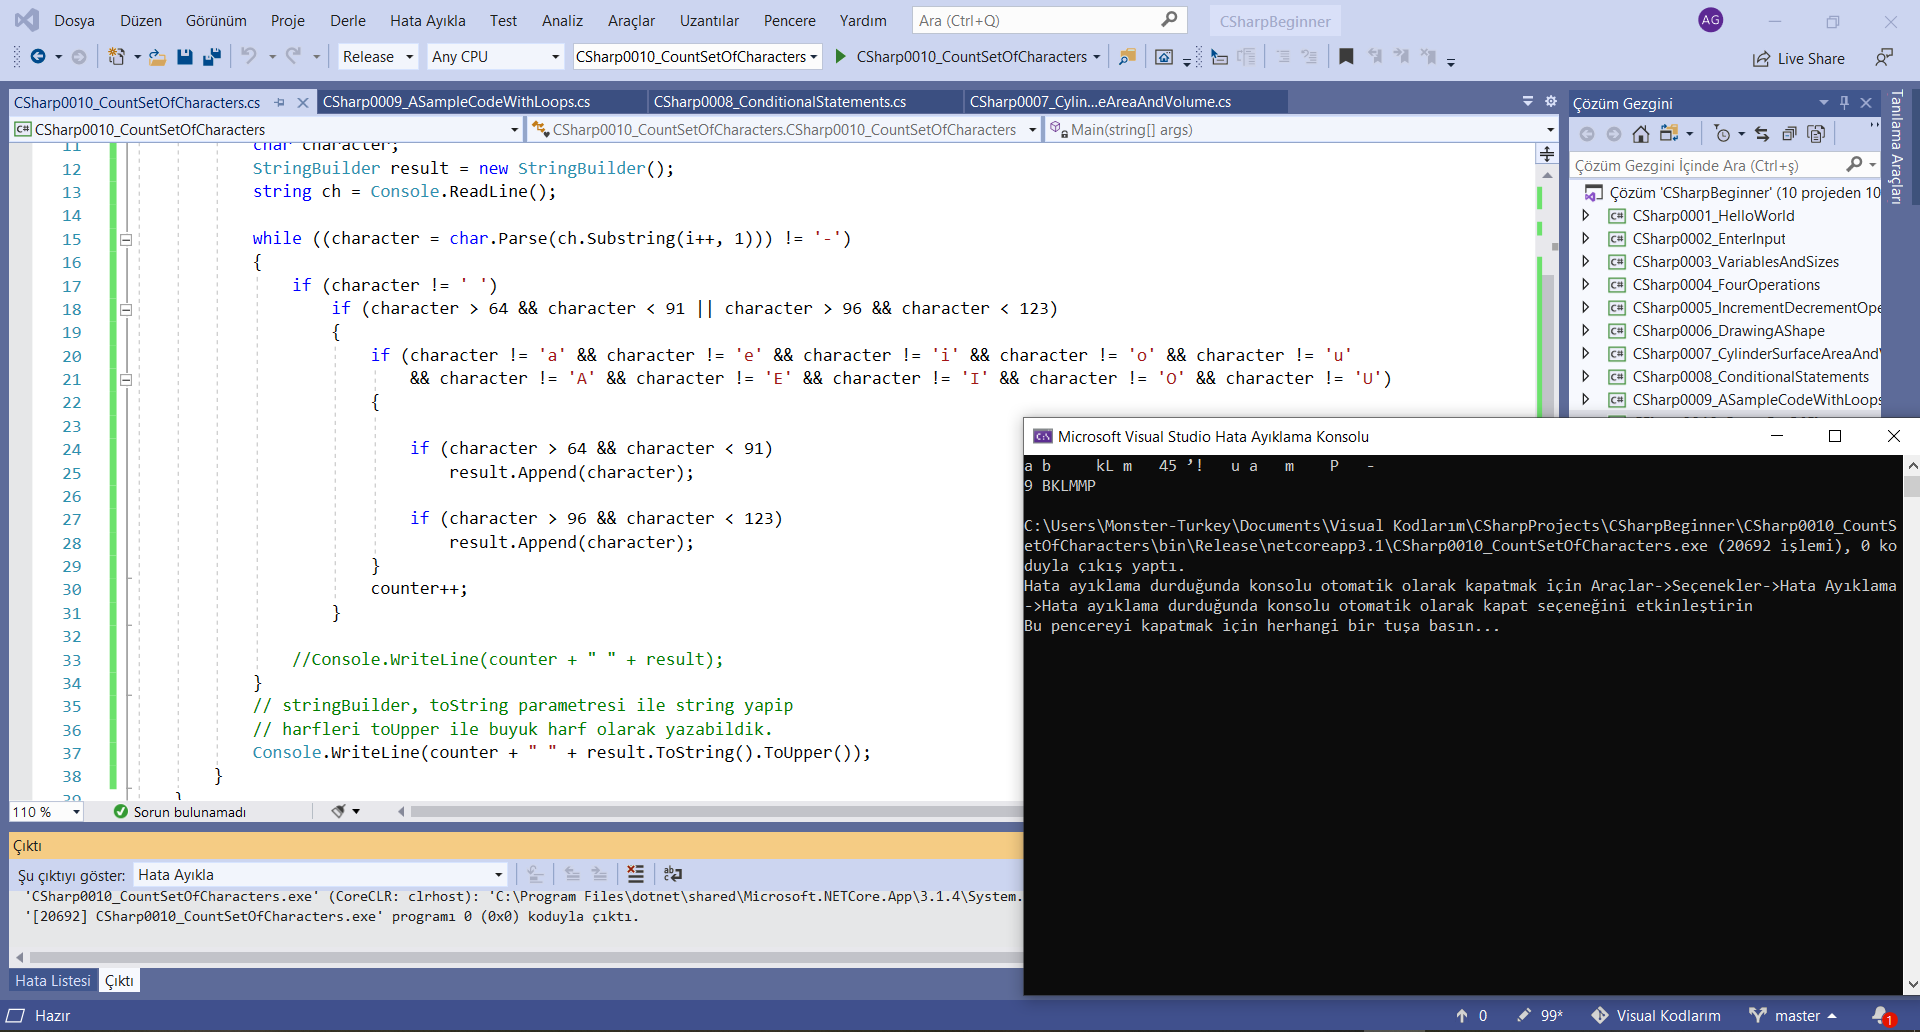 Dosya Düzen Görünüm Proje Derle Hata Ayıkla Test Analiz Araçlar Uzantılar Pencere Yardım Ara (Ctrl+Q) CSharpBeginner AG
Release Any CPU CSharp0010_CountSetOfCharacters CSharp0010_CountSetOfCharacters Live Share
CSharp0010_CountSetOfCharacters.cs CSharp0009_ASampleCodeWithLoops.cs CSharp0008_ConditionalStatements.cs CSharp0007_Cylin...eAreaAndVolume.cs
C# CSharp0010_CountSetOfCharacters CSharp0010_CountSetOfCharacters.CSharp0010_CountSetOfCharacters Main(string[] args)
11 char character;
12 StringBuilder result = new StringBuilder();
13 string ch = Console.ReadLine();
14
15 while ((character = char.Parse(ch.Substring(i++, 1))) != '-')
16 {
17 if (character != ' ')
18 if (character > 64 && character < 91 || character > 96 && character < 123)
19 {
20 if (character != 'a' && character != 'e' && character != 'i' && character != 'o' && character != 'u'
21 && character != 'A' && character != 'E' && character != 'I' && character != 'O' && character != 'U')
22 {
23
24 if (character > 64 && character < 91)
25 result.Append(character);
26
27 if (character > 96 && character < 123)
28 result.Append(character);
29 }
30 counter++;
31 }
32
33 //Console.WriteLine(counter + " " + result);
34 }
35 // stringBuilder, toString parametresi ile string yapip
36 // harfleri toUpper ile buyuk harf olarak yazabildik.
37 Console.WriteLine(counter + " " + result.ToString().ToUpper());
38 }
39 }
110 % Sorun bulunamadı
Çıktı
Şu çıktıyı göster: Hata Ayıkla
'CSharp0010_CountSetOfCharacters.exe' (CoreCLR: clrhost): 'C:\Program Files\dotnet\shared\Microsoft.NETCore.App\3.1.4\System.
'[20692] CSharp0010_CountSetOfCharacters.exe' programı 0 (0x0) koduyla çıktı.
Hata Listesi Çıktı
Hazır 0 99* Visual Kodlarım master 1
Çözüm Gezgini
Çözüm Gezgini İçinde Ara (Ctrl+ş)
Çözüm 'CSharpBeginner' (10 projeden 10
C# CSharp0001_HelloWorld
C# CSharp0002_EnterInput
C# CSharp0003_VariablesAndSizes
C# CSharp0004_FourOperations
C# CSharp0005_IncrementDecrementOpe
C# CSharp0006_DrawingAShape
C# CSharp0007_CylinderSurfaceAreaAnd
C# CSharp0008_ConditionalStatements
C# CSharp0009_ASampleCodeWithLoops
Tanılama Araçları
C:\ Microsoft Visual Studio Hata Ayıklama Konsolu
a b kL m 45 ’! u a m P -
9 BKLMMP
C:\Users\Monster-Turkey\Documents\Visual Kodlarım\CSharpProjects\CSharpBeginner\CSharp0010_CountS
etOfCharacters\bin\Release\netcoreapp3.1\CSharp0010_CountSetOfCharacters.exe (20692 işlemi), 0 ko
duyla çıkış yaptı.
Hata ayıklama durduğunda konsolu otomatik olarak kapatmak için Araçlar->Seçenekler->Hata Ayıklama
->Hata ayıklama durduğunda konsolu otomatik olarak kapat seçeneğini etkinleştirin
Bu pencereyi kapatmak için herhangi bir tuşa basın...